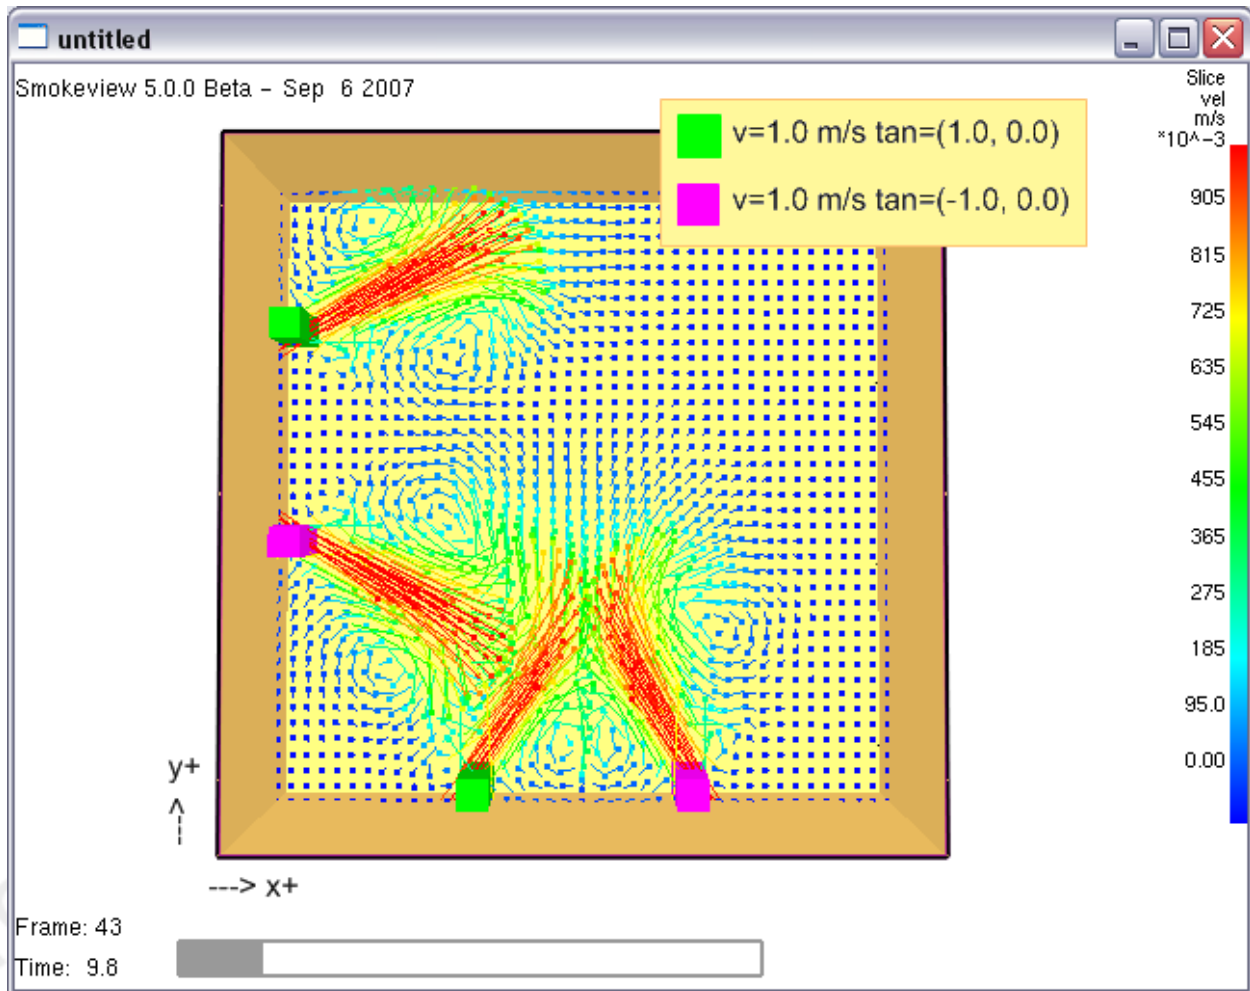 untitled
Smokeview 5.0.0 Beta - Sep 6 2007
Slice
vel
m/s
*10^-3
v=1.0 m/s tan=(1.0, 0.0)
v=1.0 m/s tan=(-1.0, 0.0)
905
815
725
635
545
455
365
275
185
95.0
0.00
y+
---> x+
Frame: 43
Time: 9.8